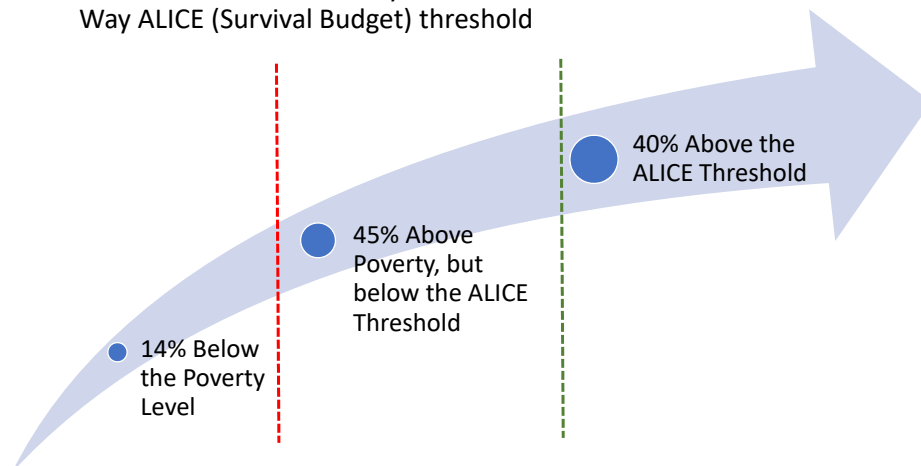 Way ALICE (Survival Budget) threshold
40% Above the
ALICE Threshold
45% Above
Poverty, but
below the ALICE
Threshold
14% Below
the Poverty
Level